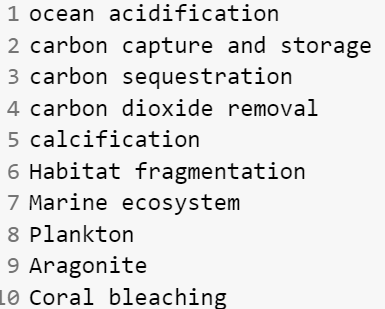 1 ocean acidification
2 carbon capture and storage
3 carbon sequestration
4 carbon dioxide removal
5 calcification
6 Habitat fragmentation
7 Marine ecosystem
8 Plankton
9 Aragonite
10 Coral bleaching